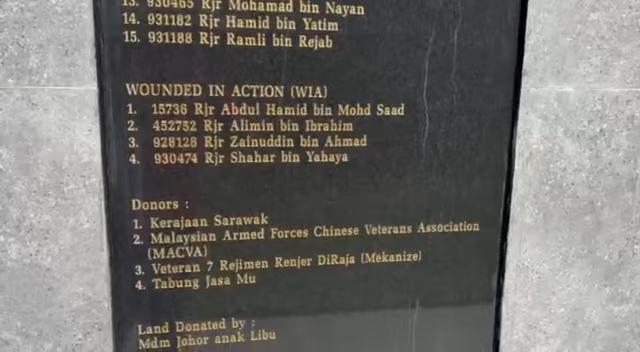 13. 930465 Rjr Mohamad bin Nayan
14. 931182 Rjr Hamid bin Yatim
15. 931188 Rjr Ramli bin Rejab
WOUNDED IN ACTION (WIA)
1. 15736 Rjr Abdul Hamid bin Mohd Saad
2. 452752 Rjr Alimin bin Ibrahim
3. 928126 Rjr Zainuddin bin Ahmad
4. 930474 Rjr Shahar bin Yahaya
Donors :
1. Kerajaan Sarawak
2. Malaysian Armed Forces Chinese Veterans Association
(MACVA)
3. Veteran 7 Rejimen Renjer DiRaja (Mekanize)
4. Tabung Jasa Mu
Land Donated by :
Mdm Johor anak Libu